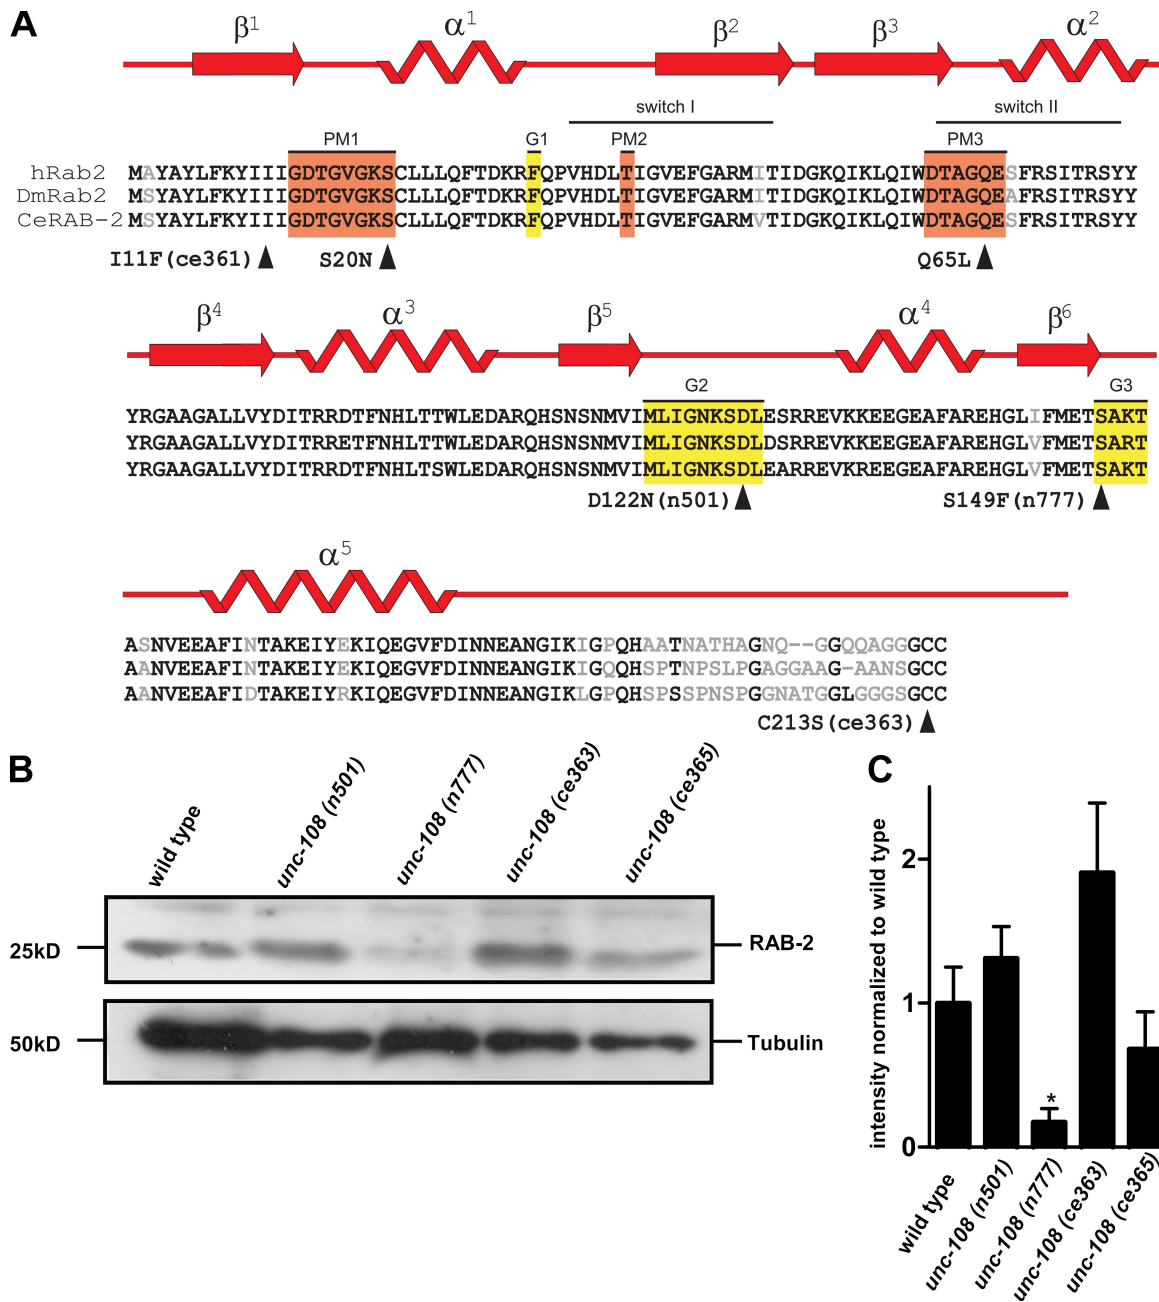 A
β1 α1 β2 β3 α2
switch I switch II
PM1 G1 PM2 PM3
hRab2 MAYAYLFKYIIIGDTGVGKSCLLLQFTDKRFQPVHDLTIGVEFGARMITIDGKQIKLQIWDTAGQESFRSITRSYY
DmRab2 MSYAYLFKYIIIGDTGVGKSCLLLQFTDKRFQPVHDLTIGVEFGARMITIDGKQIKLQIWDTAGQEAFRSITRSYY
CeRAB-2 MSYAYLFKYIIIGDTGVGKSCLLLQFTDKRFQPVHDLTIGVEFGARMVTIDGKQIKLQIWDTAGQESFRSITRSYY
I11F(ce361) S20N Q65L
β4 α3 β5 α4 β6
G2 G3
YRGAAGALLVYDITRRDTFNHLTTWLEDARQHSNSNMVIMLIGNKSDLESRREVKKEEGEAFAREHGLIFMETSAKT
YRGAAGALLVYDITRRETFNHLTTWLEDARQHSNSNMVIMLIGNKSDLDSRREVKKEEGEAFAREHGLVFMETSART
YRGAAGALLVYDITRRDTFNHLTSWLEDARQHSNSNMVIMLIGNKSDLEARREVKREEGEAFAREHGLVFMETSAKT
D122N(n501) S149F(n777)
α5
ASNVEEAFINTAKEIYEKIQEGVFDINNEANGIKIGPQHAATNATHAGNQ--GGQQAGGGCC
AANVEEAFINTAKEIYEKIQEGVFDINNEANGIKIGQQHSPTNPSLPGAGGAAG-AANSGCC
AANVEEAFIDTAKEIYRKIQEGVFDINNEANGIKLGPQHSPSSPNSPGGNATGGLGGGSGCC
C213S(ce363)
B
wild type
unc-108 (n501)
unc-108 (n777)
unc-108 (ce363)
unc-108 (ce365)
25kD RAB-2
50kD Tubulin
C
intensity normalized to wild type
2
1
0
*
wild type
unc-108 (n501)
unc-108 (n777)
unc-108 (ce363)
unc-108 (ce365)